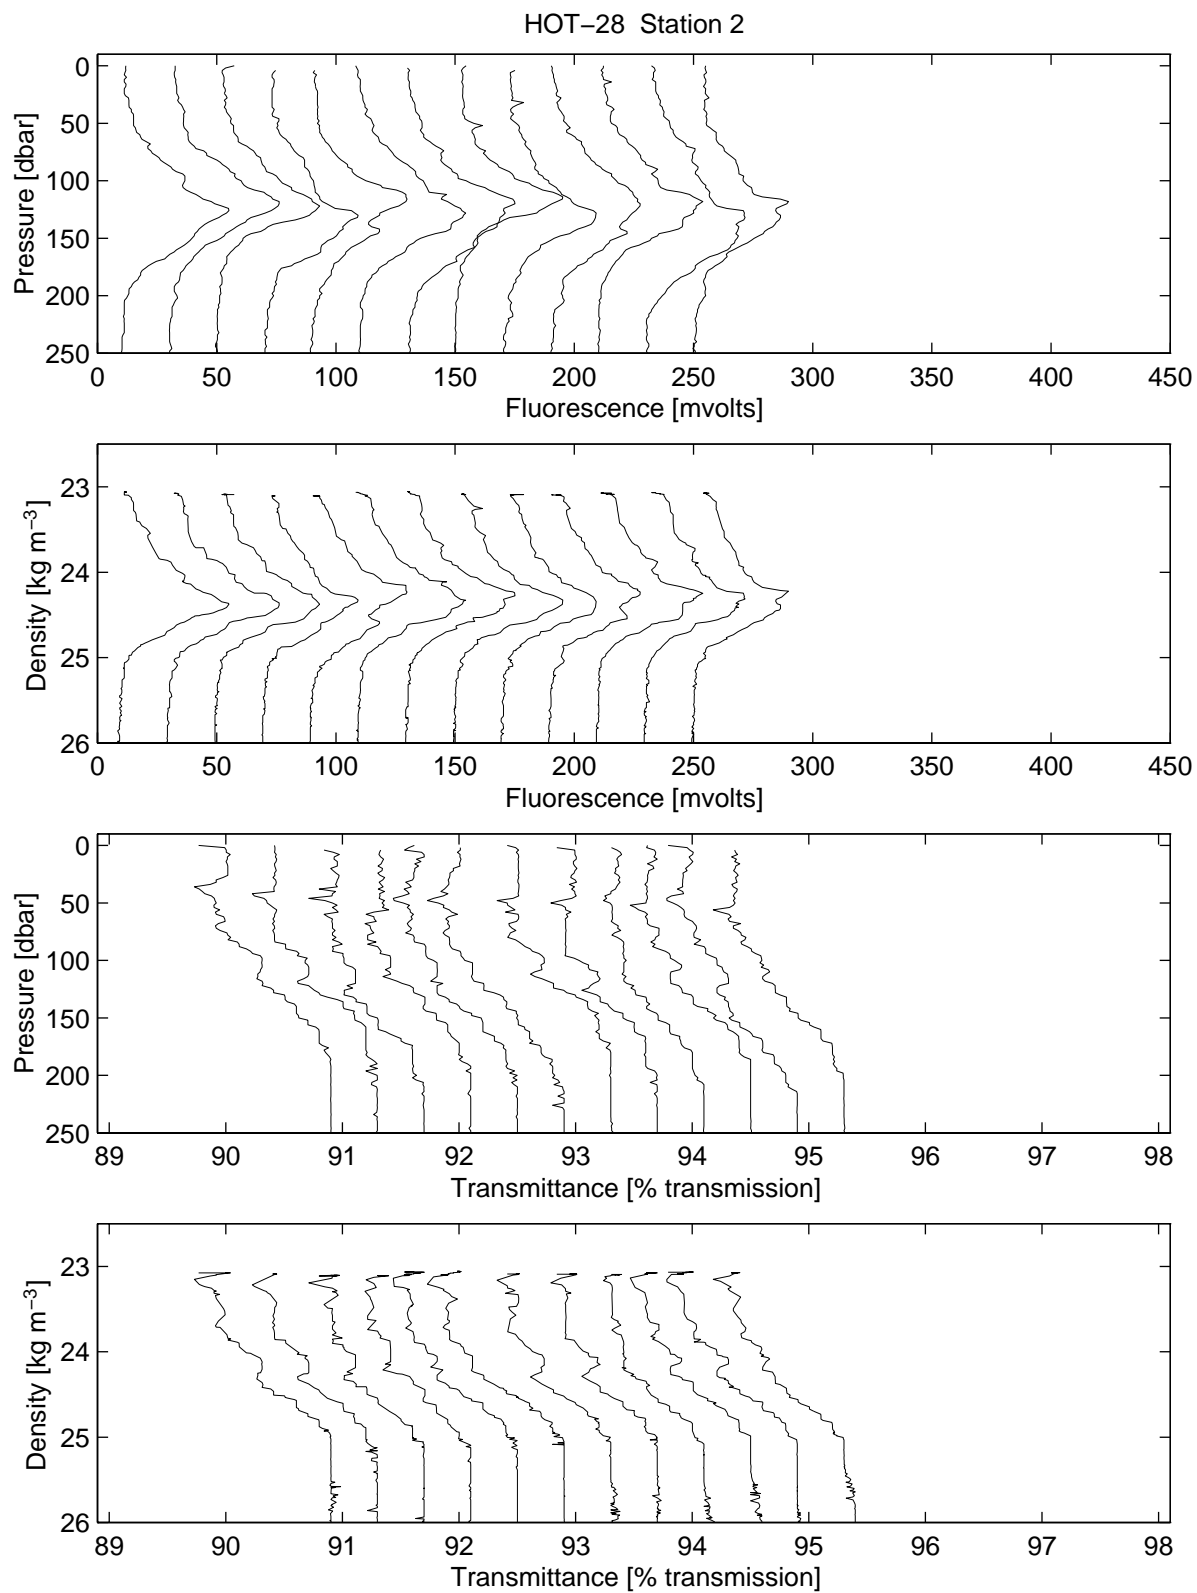 HOT−28 Station 2
0
50
100
150
200
250
Pressure [dbar]
0 50 100 150 200 250 300 350 400 450
Fluorescence [mvolts]
23
24
25
26
Density [kg m−3]
0 50 100 150 200 250 300 350 400 450
Fluorescence [mvolts]
0
50
100
150
200
250
Pressure [dbar]
89 90 91 92 93 94 95 96 97 98
Transmittance [% transmission]
23
24
25
26
Density [kg m−3]
89 90 91 92 93 94 95 96 97 98
Transmittance [% transmission]